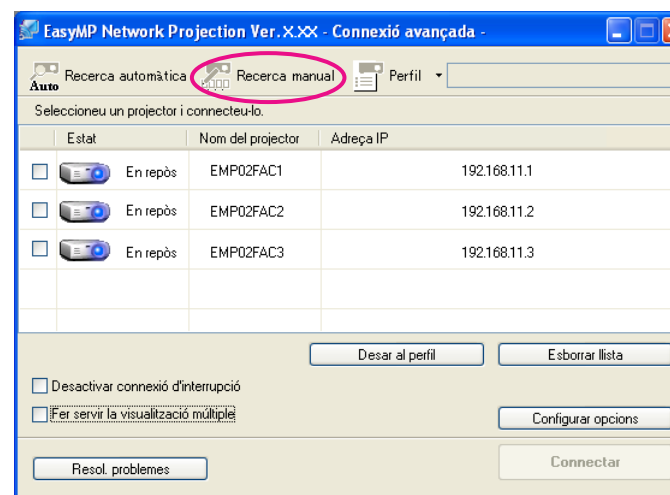 EasyMP Network Projection Ver.X.XX - Connexió avançada -
Auto Recerca automàtica Recerca manual Perfil
Seleccioneu un projector i connecteu-lo.
Estat Nom del projector Adreça IP
En repòs EMP02FAC1 192.168.11.1
En repòs EMP02FAC2 192.168.11.2
En repòs EMP02FAC3 192.168.11.3
Desar al perfil Esborrar llista
Desactivar connexió d'interrupció
Fer servir la visualització múltiple
Configurar opcions
Resol. problemes Connectar